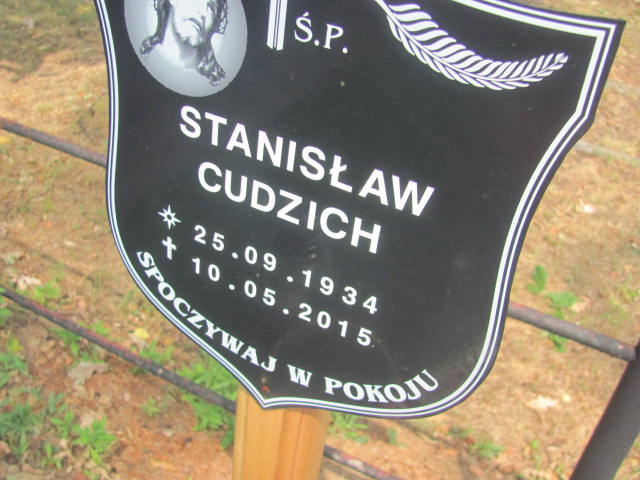 Ś.P.
STANISŁAW
CUDZICH
25.09.1934
10.05.2015
SPOCZYWAJ W POKOJU